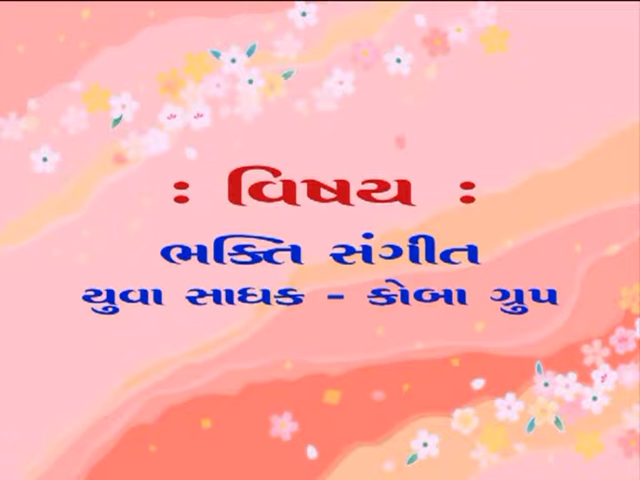 : વિષય :
ભક્તિ સંગીત
યુવા સાધક - કોબા ગ્રુપ